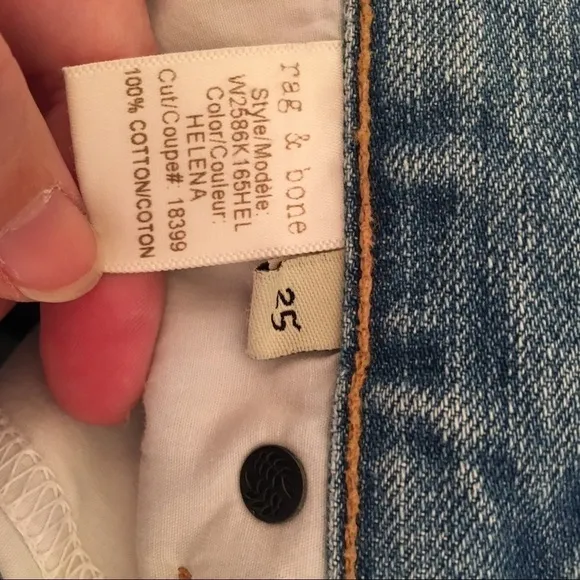 rag & bone
Style/Modèle:
W2586K165HEL
Color/Couleur:
HELENA
Cut/Coupe#: 18399
100% COTTON/COTON
25